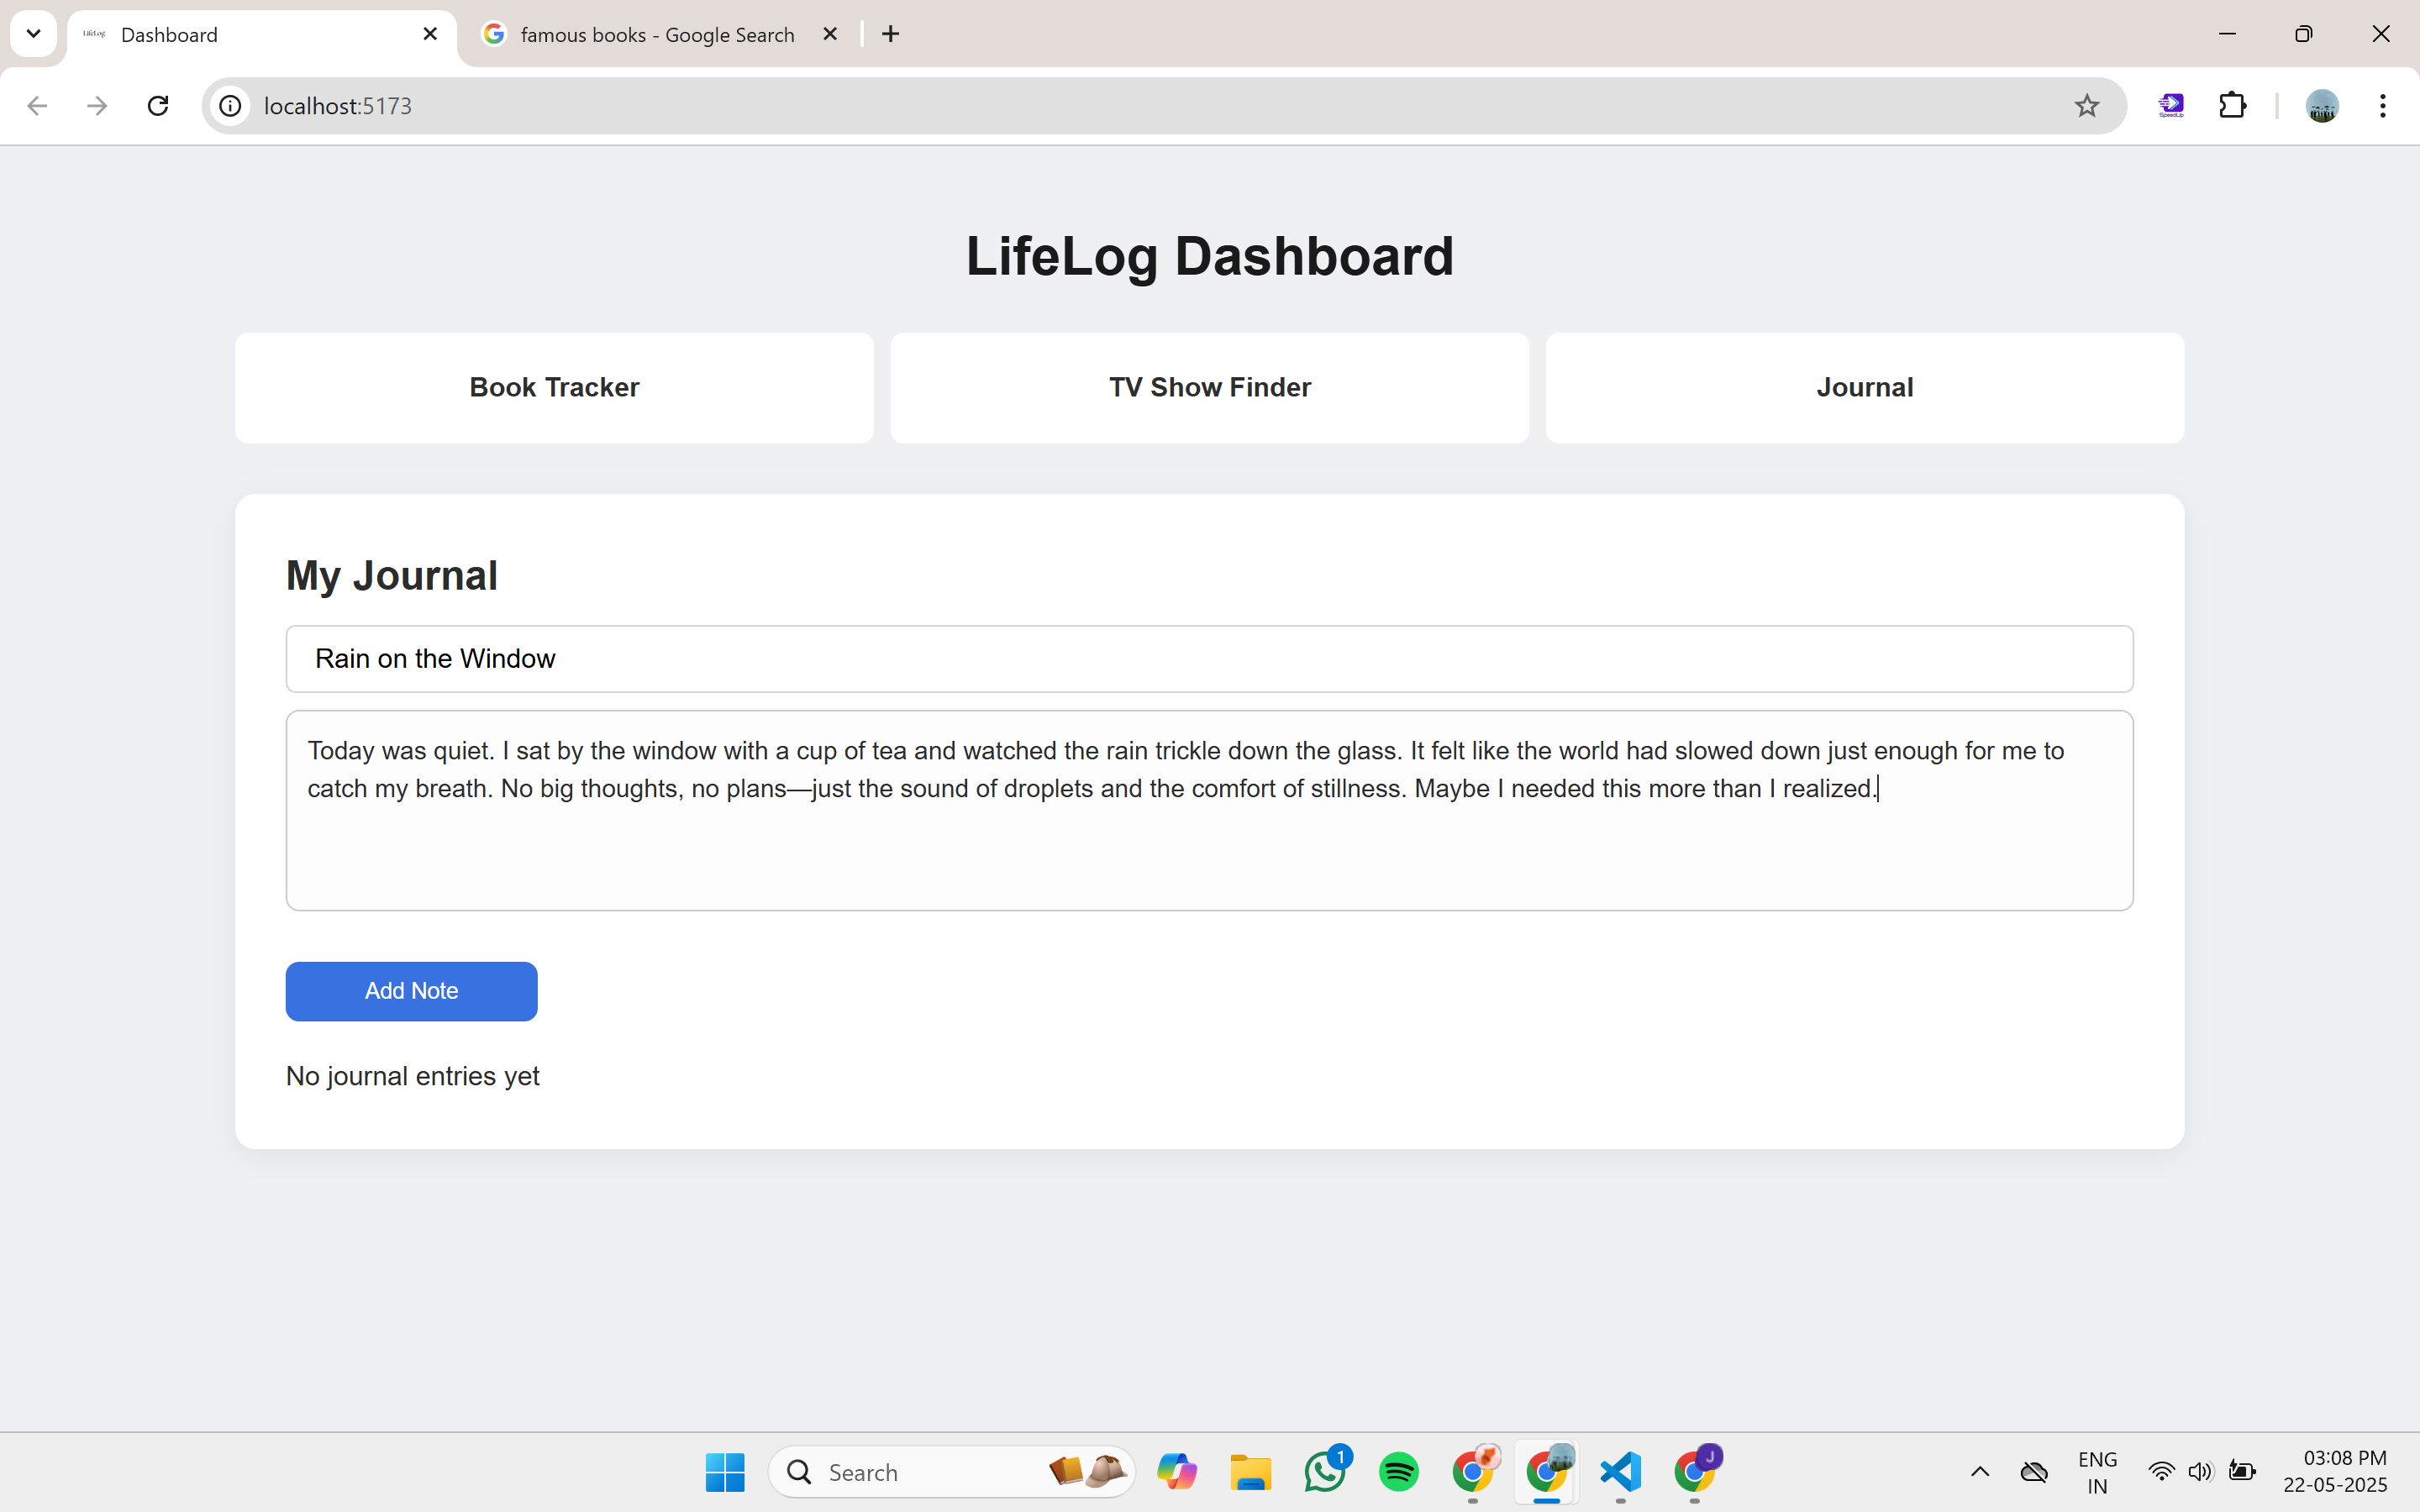 LifeLog
Dashboard
famous books - Google Search
localhost:5173
SpeedUp
LifeLog Dashboard
Book Tracker
TV Show Finder
Journal
My Journal
Rain on the Window
Today was quiet. I sat by the window with a cup of tea and watched the rain trickle down the glass. It felt like the world had slowed down just enough for me to
catch my breath. No big thoughts, no plans—just the sound of droplets and the comfort of stillness. Maybe I needed this more than I realized.
Add Note
No journal entries yet
Search
1
J
ENG
IN
03:08 PM
22-05-2025